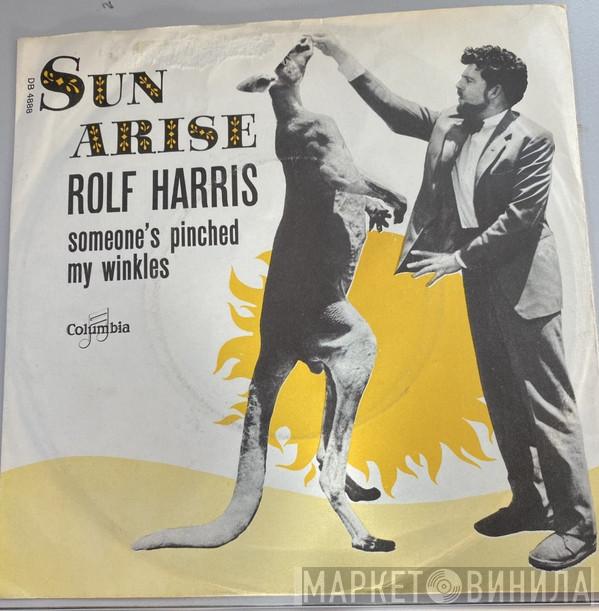 DB 4888
SUN
ARISE
ROLF HARRIS
someone's pinched
my winkles
Columbia
МАРКЕТ ВИНИЛА